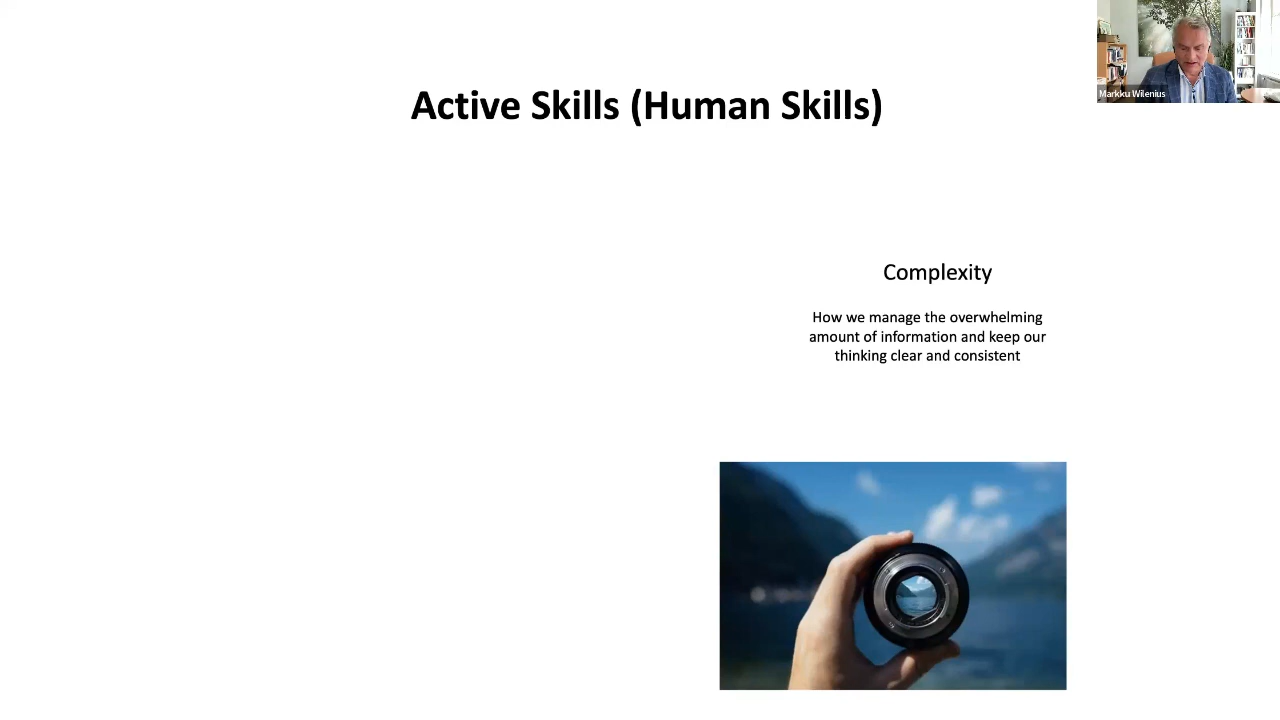 Active Skills (Human Skills)
Markku Wilenius
Complexity
How we manage the overwhelming
amount of information and keep our
thinking clear and consistent